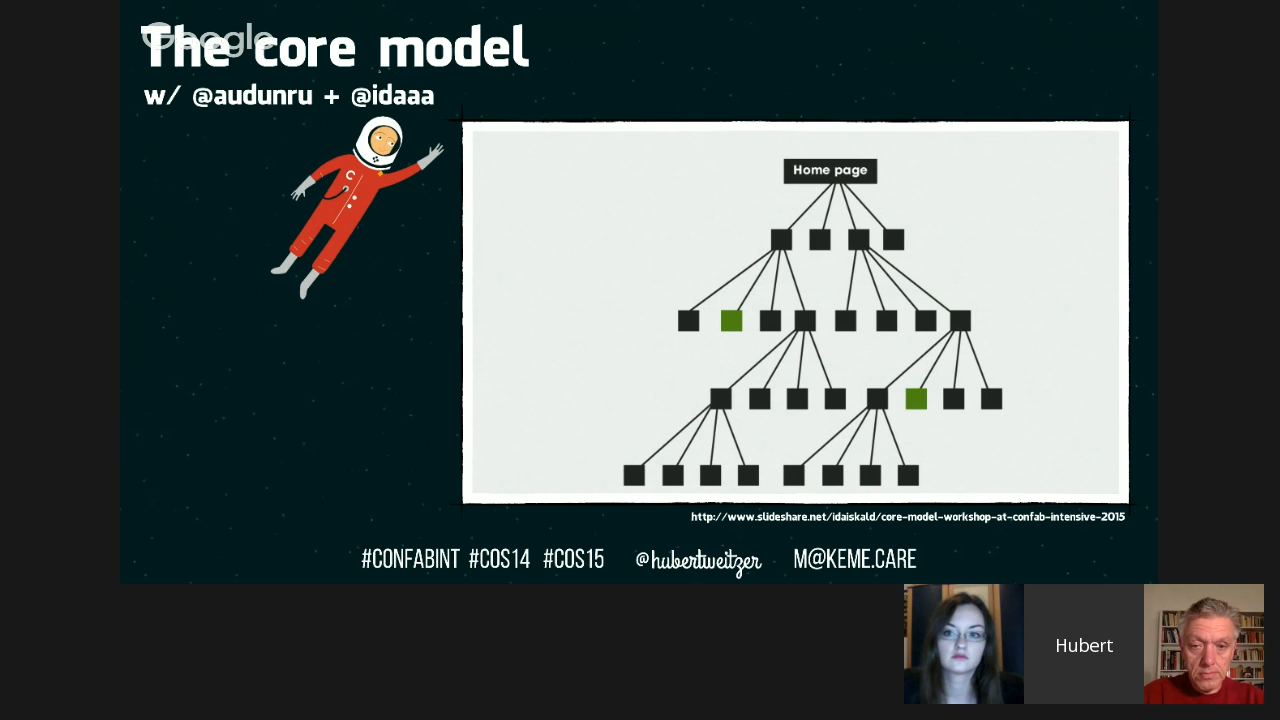 Google
The core model
w/ @audunru + @idaaa
C
Home page
http://www.slideshare.net/idaiskald/core-model-workshop-at-confab-intensive-2015
#CONFABINT #COS14 #COS15 @hubertweitzer M@KEME.CARE
Hubert